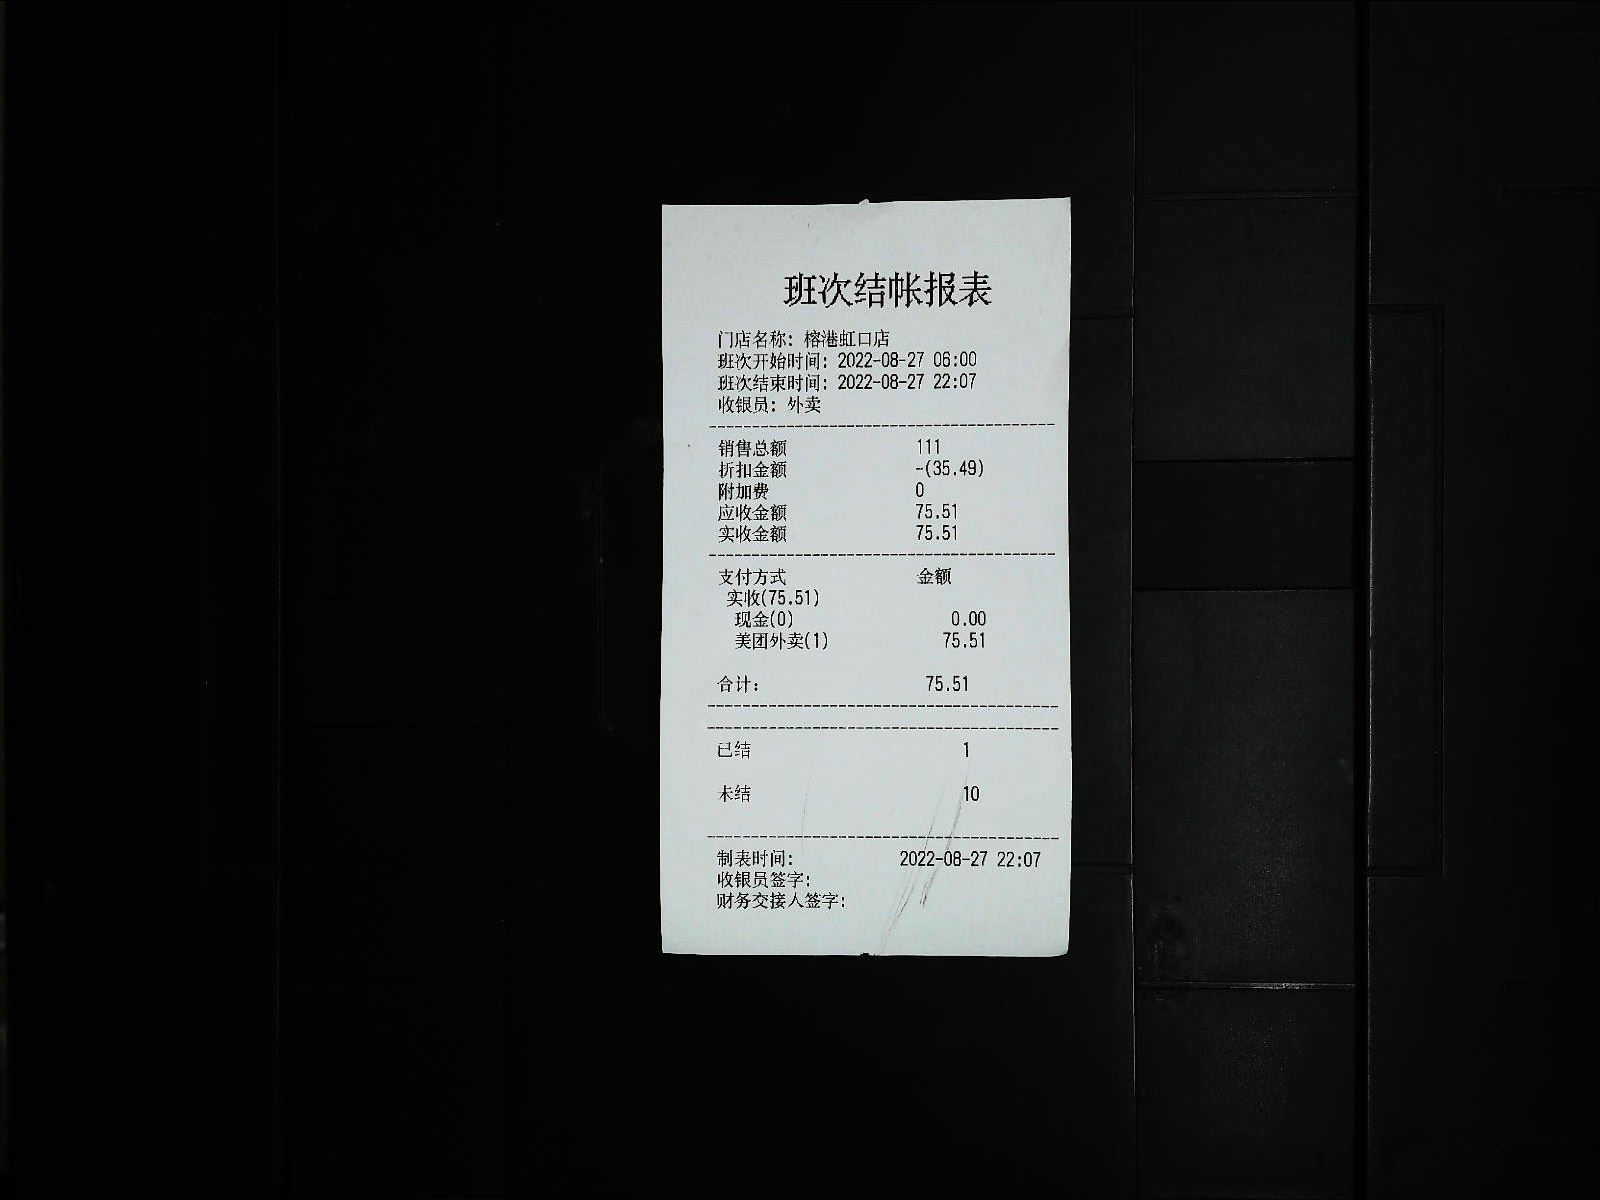 班次结帐报表
门店名称: 榕港虹口店
班次开始时间: 2022-08-27 06:00
班次结束时间: 2022-08-27 22:07
收银员: 外卖
销售总额 111
折扣金额 -(35.49)
附加费 0
应收金额 75.51
实收金额 75.51
支付方式 金额
实收(75.51)
现金(0) 0.00
美团外卖(1) 75.51
合计: 75.51
已结 1
未结 10
制表时间: 2022-08-27 22:07
收银员签字:
财务交接人签字: